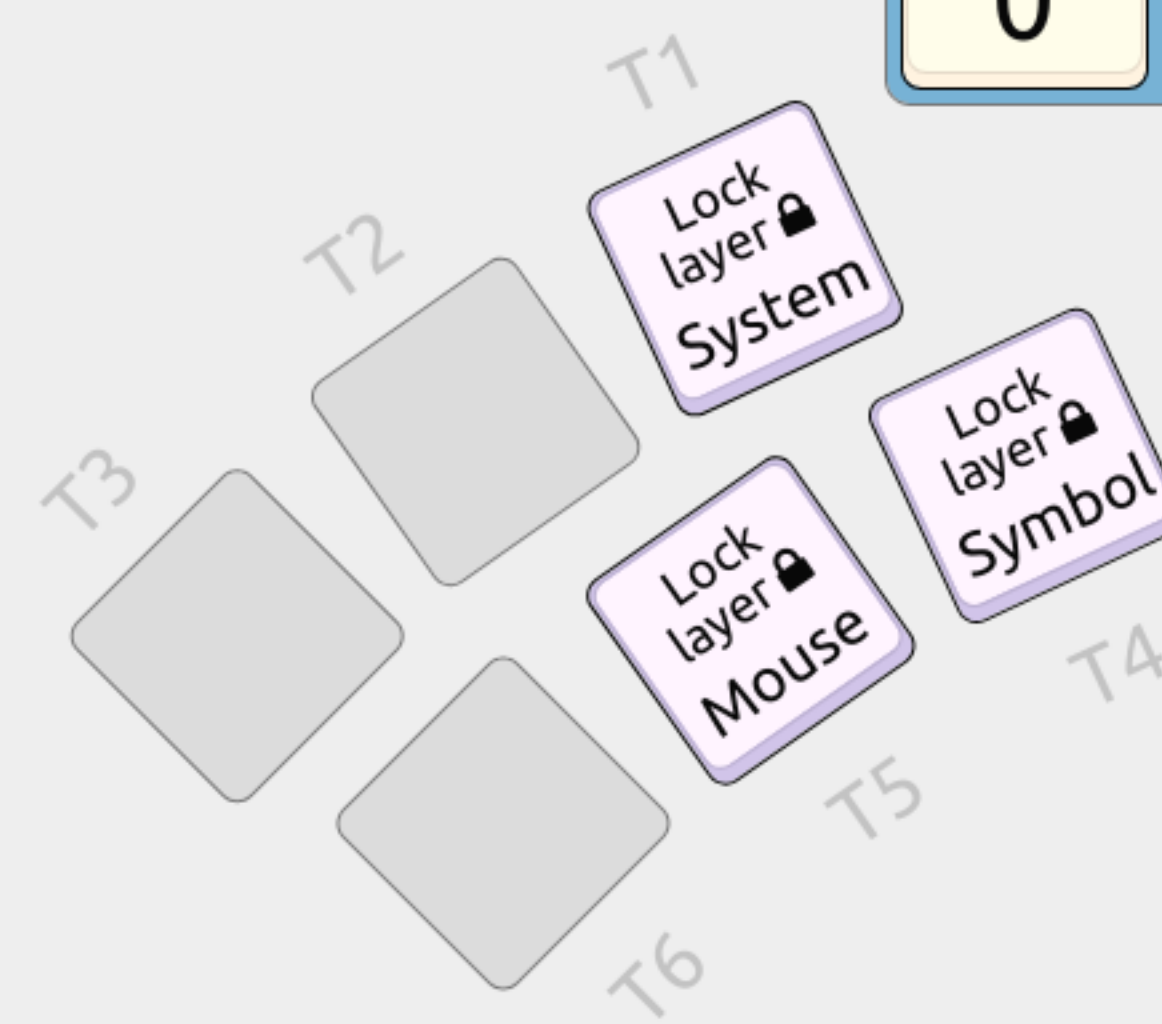 0
T1
Lock
layer
System
T2
T3
Lock
layer
Symbol
T4
Lock
layer
Mouse
T5
T6